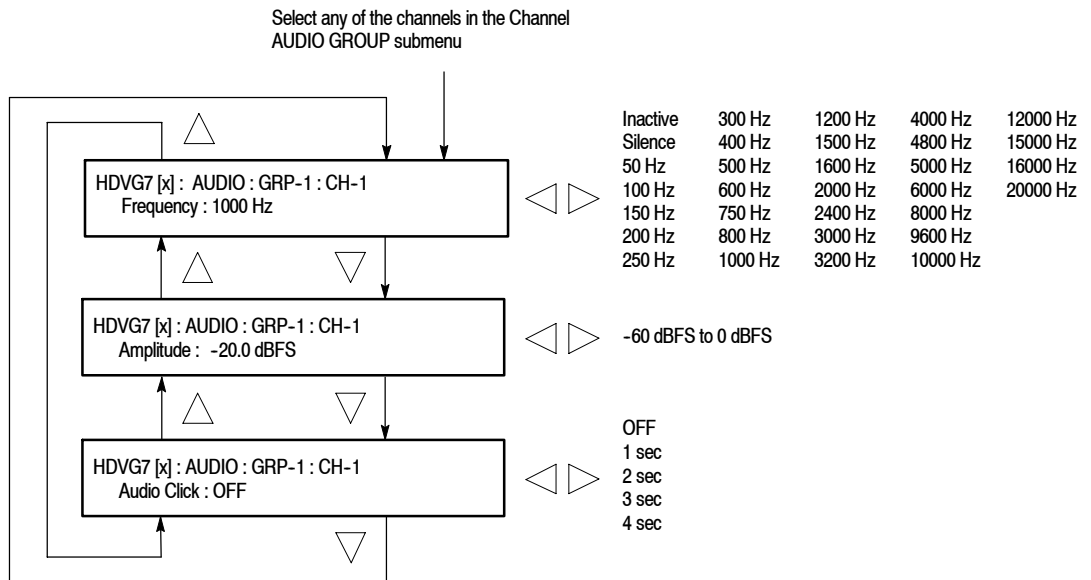 Select any of the channels in the Channel
AUDIO GROUP submenu
HDVG7 [x] : AUDIO : GRP-1 : CH-1
Frequency : 1000 Hz
Inactive 300 Hz 1200 Hz 4000 Hz 12000 Hz
Silence 400 Hz 1500 Hz 4800 Hz 15000 Hz
50 Hz 500 Hz 1600 Hz 5000 Hz 16000 Hz
100 Hz 600 Hz 2000 Hz 6000 Hz 20000 Hz
150 Hz 750 Hz 2400 Hz 8000 Hz
200 Hz 800 Hz 3000 Hz 9600 Hz
250 Hz 1000 Hz 3200 Hz 10000 Hz
HDVG7 [x] : AUDIO : GRP-1 : CH-1
Amplitude : -20.0 dBFS
-60 dBFS to 0 dBFS
HDVG7 [x] : AUDIO : GRP-1 : CH-1
Audio Click : OFF
OFF
1 sec
2 sec
3 sec
4 sec